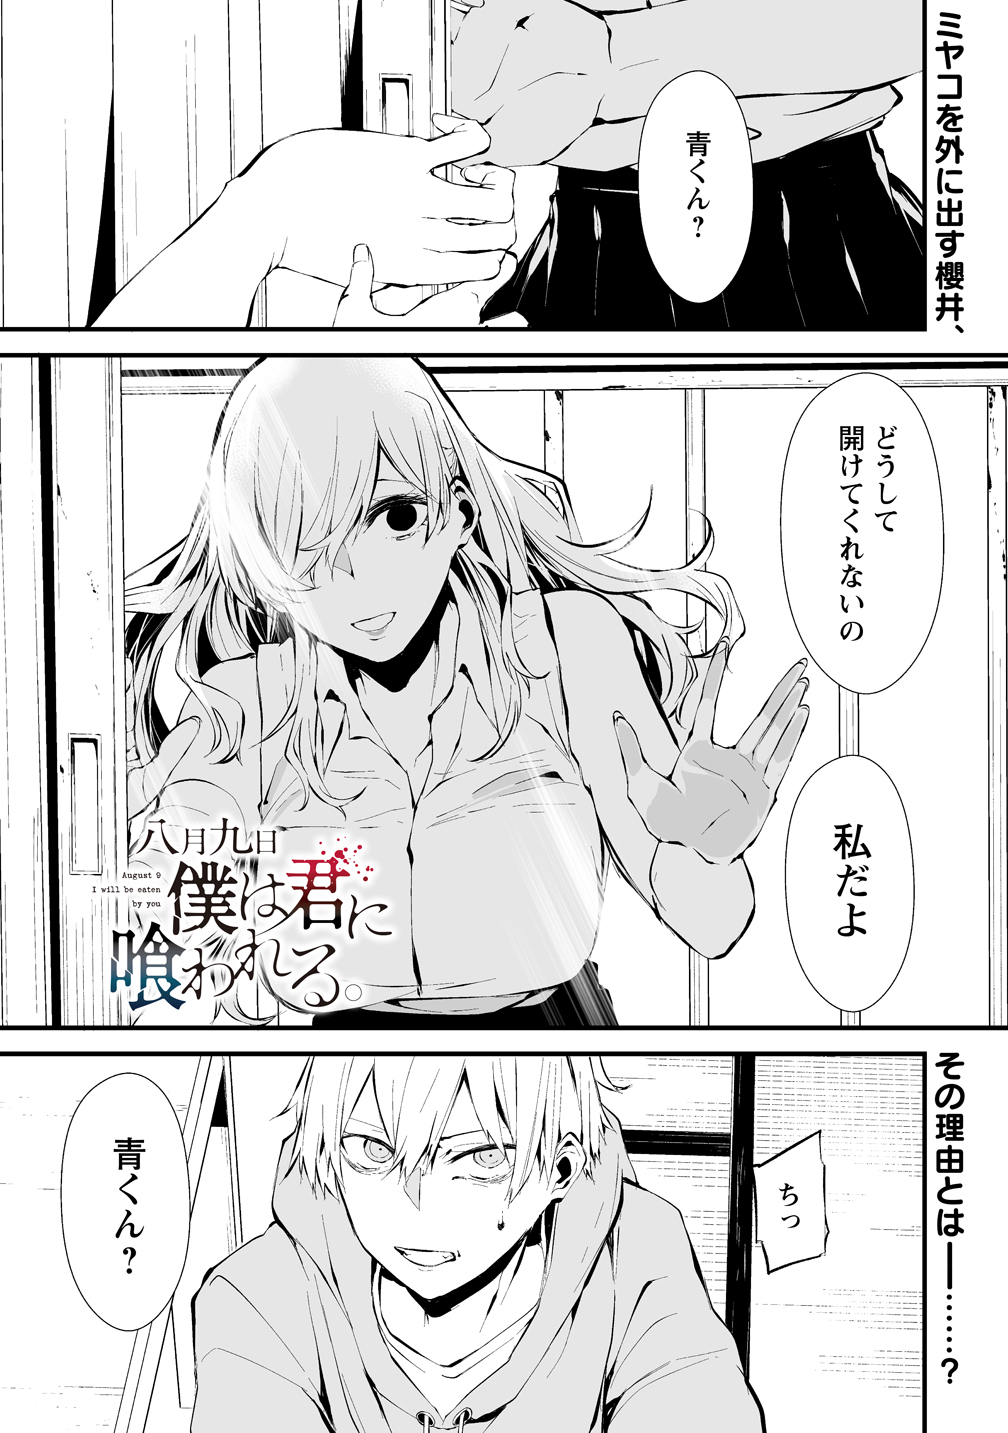 ミヤコを外に出す櫻井、
青くん?
どうして
開けてくれないの
私だよ
八月九日
僕は君に
喰われる。
August 9
I will be eaten
by you
その理由とは――……?
ちっ
青くん?